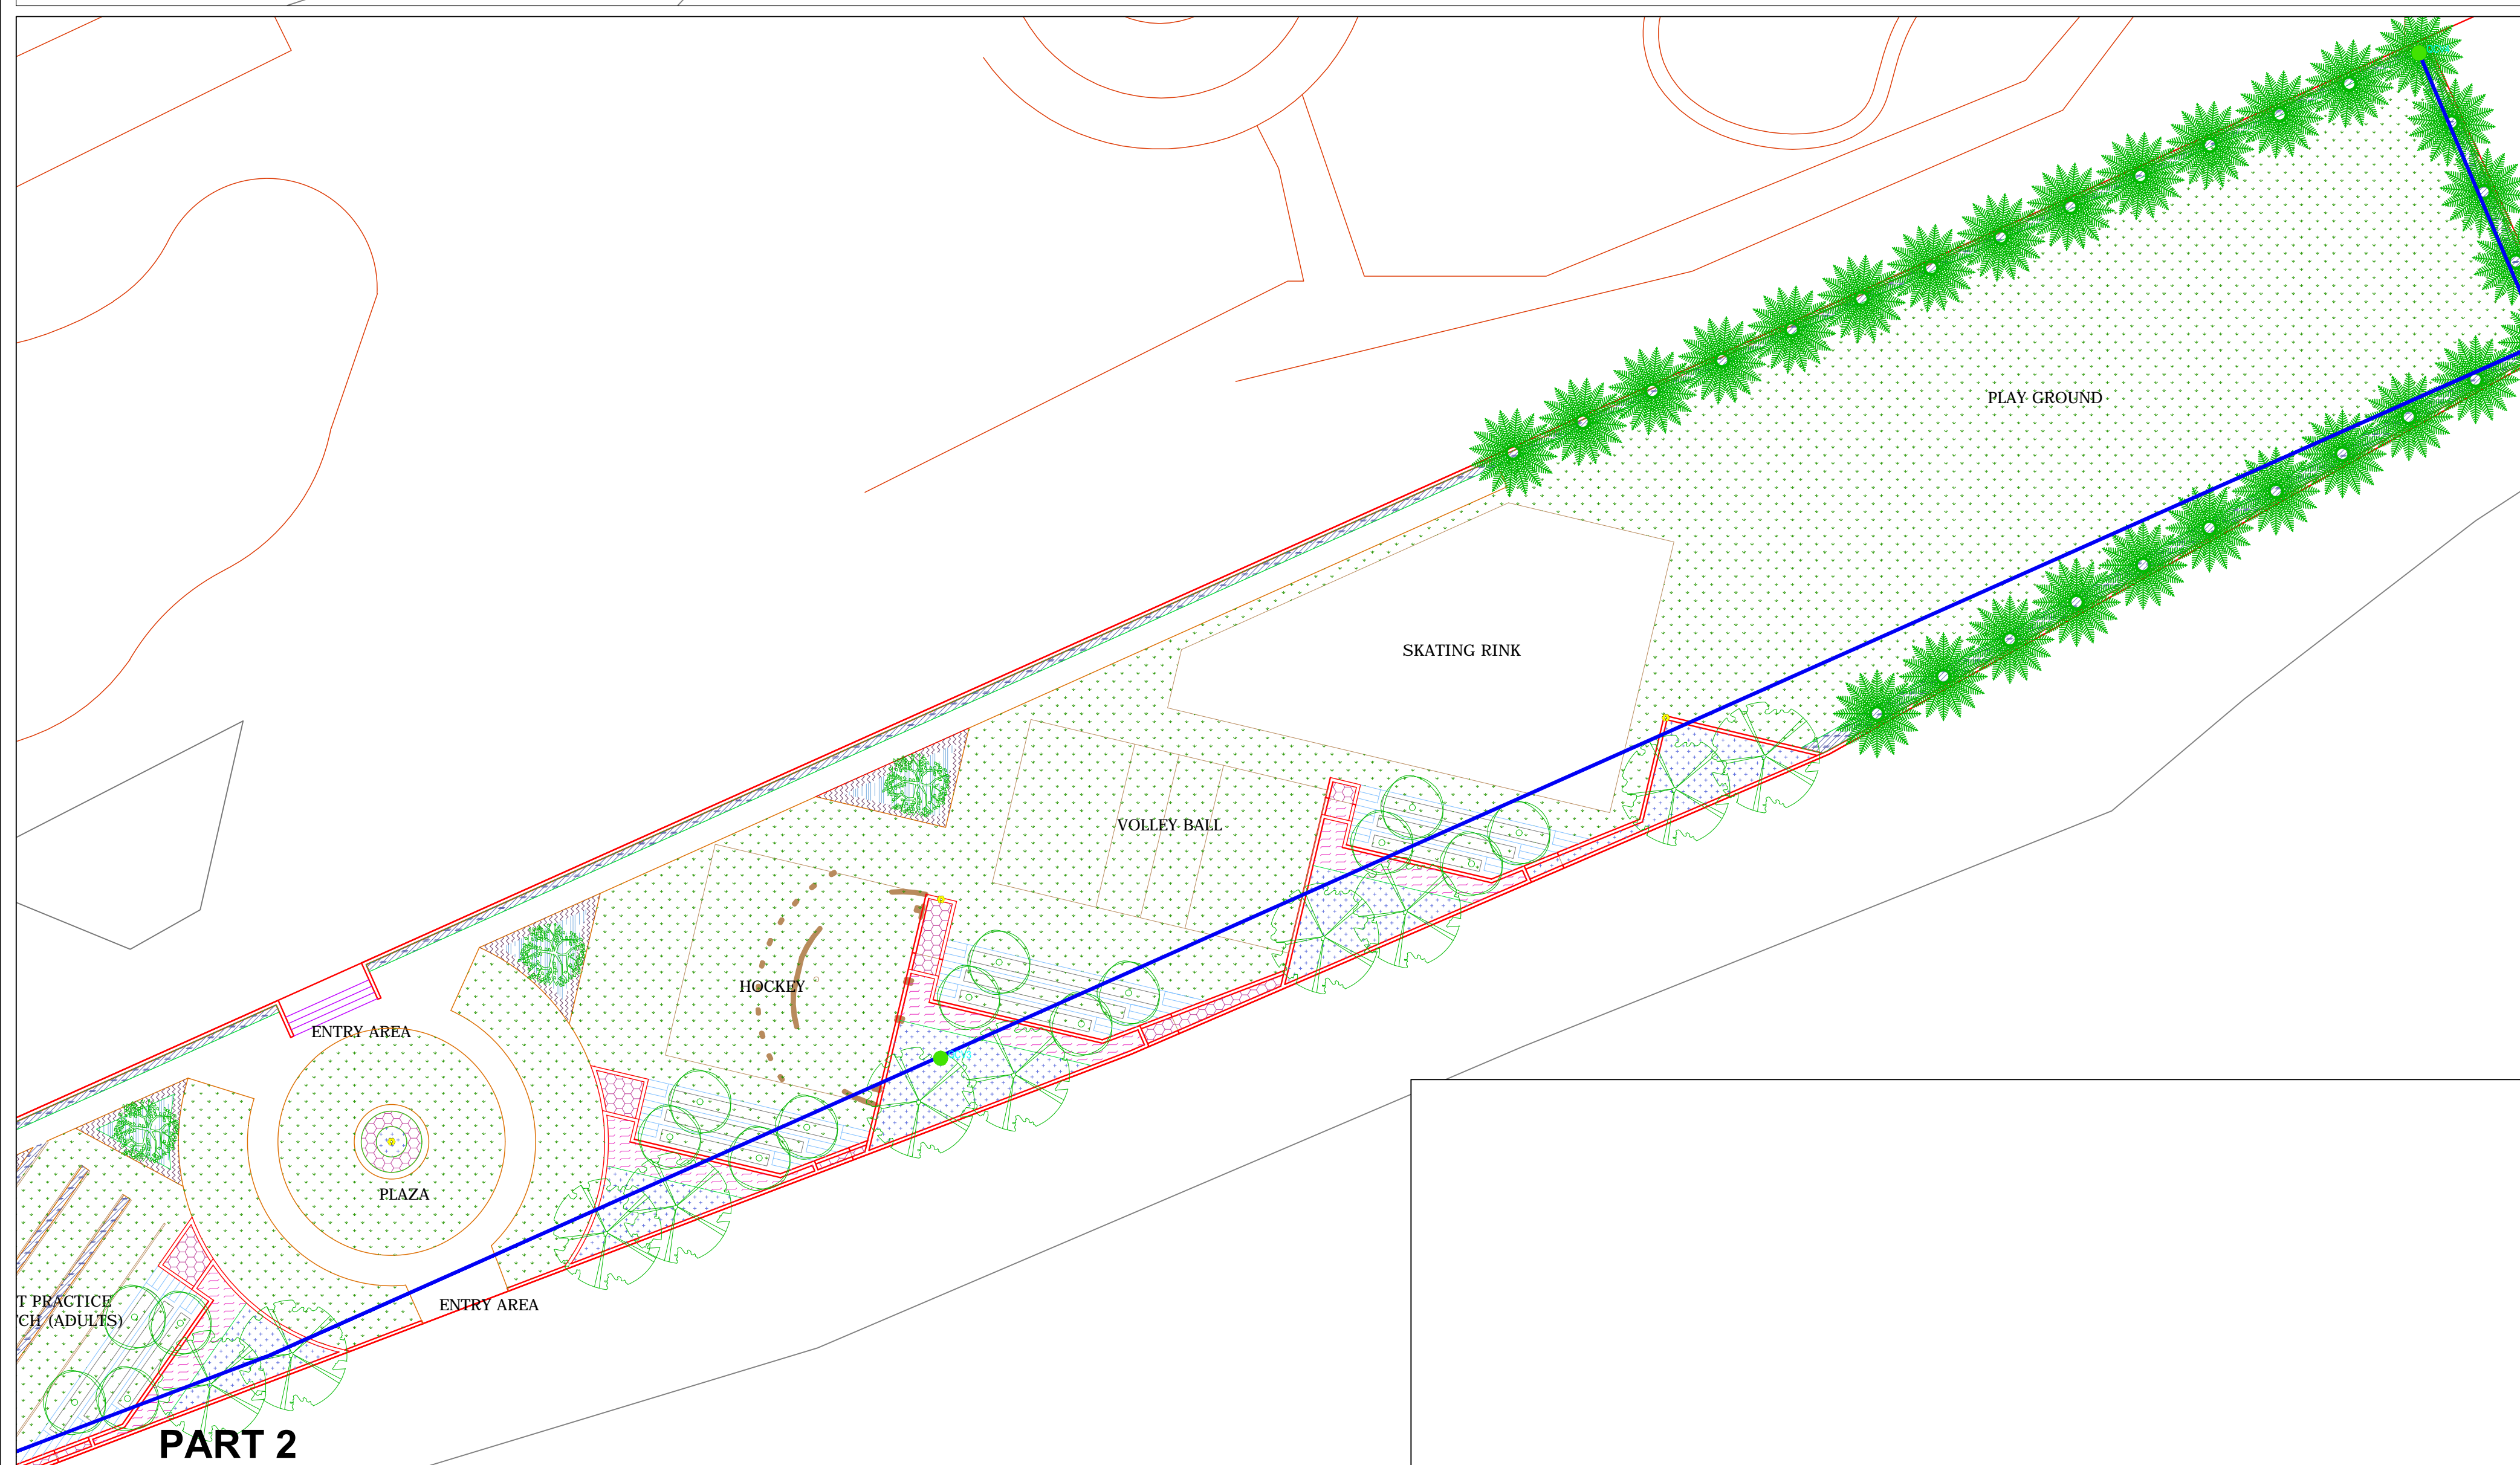 PLAY GROUND
SKATING RINK
VOLLEY BALL
HOCKEY
ENTRY AREA
PLAZA
T PRACTICE
CH (ADULTS)
ENTRY AREA
PART 2